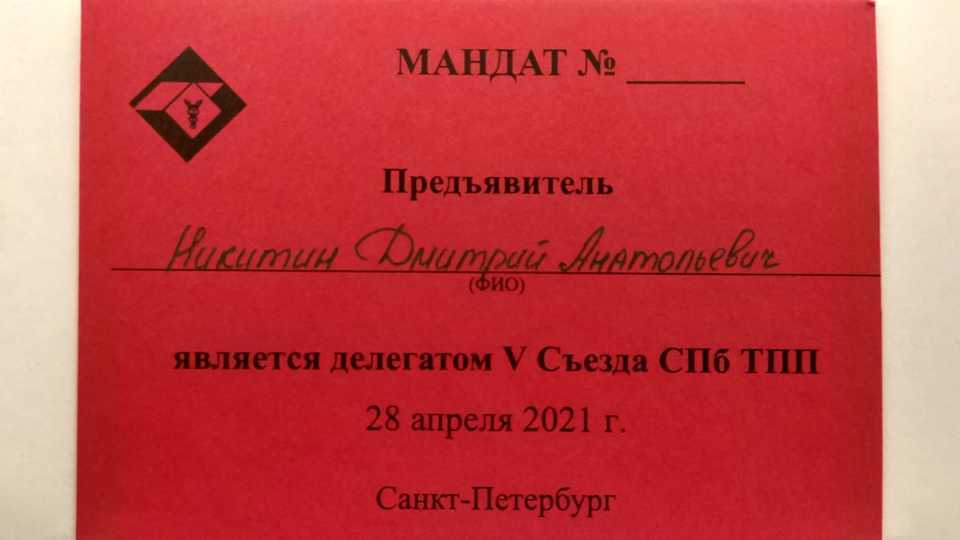 МАНДАТ № ______
Предъявитель
Никитин Дмитрий Анатольевич
(ФИО)
является делегатом V Съезда СПб ТПП
28 апреля 2021 г.
Санкт-Петербург